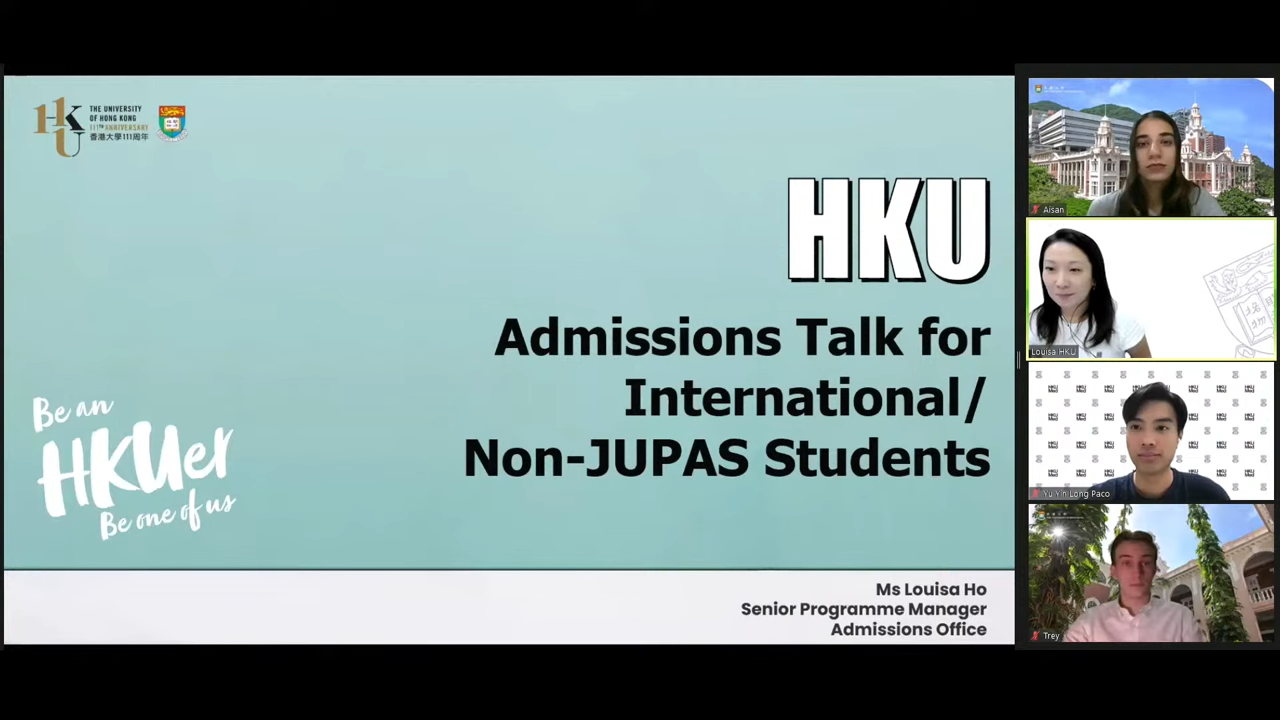 THE UNIVERSITY
OF HONG KONG
111TH ANNIVERSARY
香港大學111周年
HKU
Admissions Talk for
International/
Non-JUPAS Students
Be an
HKUer
Be one of us
Ms Louisa Ho
Senior Programme Manager
Admissions Office
Aisan
Louisa HKU
Yu Yin Long Paco
Trey